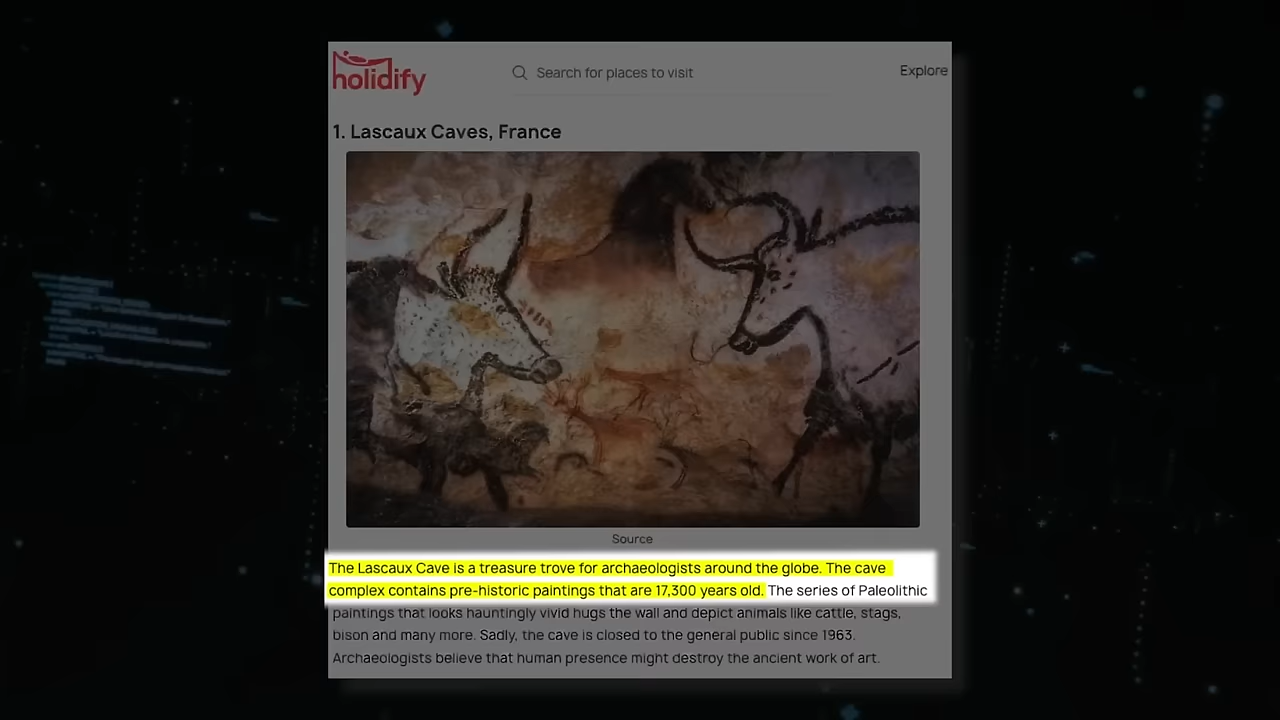 holidify
Search for places to visit
Explore
1. Lascaux Caves, France
Source
The Lascaux Cave is a treasure trove for archaeologists around the globe. The cave
complex contains pre-historic paintings that are 17,300 years old. The series of Paleolithic
paintings that looks hauntingly vivid hugs the wall and depict animals like cattle, stags,
bison and many more. Sadly, the cave is closed to the general public since 1963.
Archaeologists believe that human presence might destroy the ancient work of art.